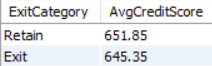 ExitCategory AvgCreditScore
Retain 651.85
Exit 645.35